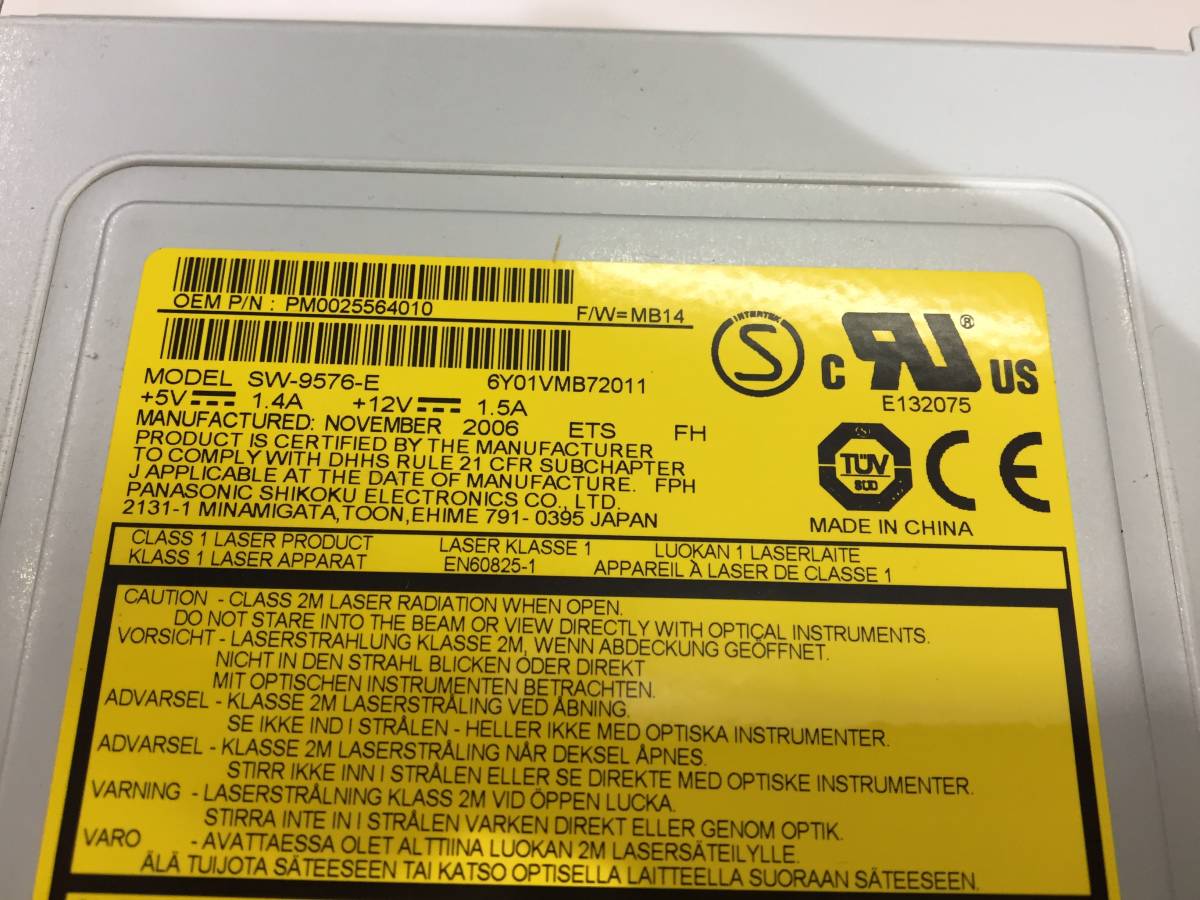 OEM P/N : PM0025564010 F/W=MB14
MODEL SW-9576-E 6Y01VMB72011
+5V 1.4A +12V 1.5A
MANUFACTURED: NOVEMBER 2006 ETS FH
PRODUCT IS CERTIFIED BY THE MANUFACTURER
TO COMPLY WITH DHHS RULE 21 CFR SUBCHAPTER
J APPLICABLE AT THE DATE OF MANUFACTURE. FPH
PANASONIC SHIKOKU ELECTRONICS CO., LTD.
2131-1 MINAMIGATA, TOON, EHIME 791- 0395 JAPAN
INTERTEK
S
C UR ® US
E132075
TÜV
SÜD
CE
MADE IN CHINA
CLASS 1 LASER PRODUCT LASER KLASSE 1 LUOKAN 1 LASERLAITE
KLASS 1 LASER APPARAT EN60825-1 APPAREIL À LASER DE CLASSE 1
CAUTION - CLASS 2M LASER RADIATION WHEN OPEN.
DO NOT STARE INTO THE BEAM OR VIEW DIRECTLY WITH OPTICAL INSTRUMENTS.
VORSICHT - LASERSTRAHLUNG KLASSE 2M, WENN ABDECKUNG GEÖFFNET.
NICHT IN DEN STRAHL BLICKEN ODER DIREKT
MIT OPTISCHEN INSTRUMENTEN BETRACHTEN.
ADVARSEL - KLASSE 2M LASERSTRÅLING VED ÅBNING.
SE IKKE IND I STRÅLEN - HELLER IKKE MED OPTISKA INSTRUMENTER.
ADVARSEL - KLASSE 2M LASERSTRÅLING NÅR DEKSEL ÅPNES.
STIRR IKKE INN I STRÅLEN ELLER SE DIREKTE MED OPTISKE INSTRUMENTER.
VARNING - LASERSTRÅLNING KLASS 2M VID ÖPPEN LUCKA.
STIRRA INTE IN I STRÅLEN VARKEN DIREKT ELLER GENOM OPTIK.
VARO - AVATTAESSA OLET ALTTIINA LUOKAN 2M LASERSÄTEILYLLE.
ÄLÄ TUIJOTA SÄTEESEEN TAI KATSO OPTISELLA LAITTEELLA SUORAAN SÄTEESEEN.